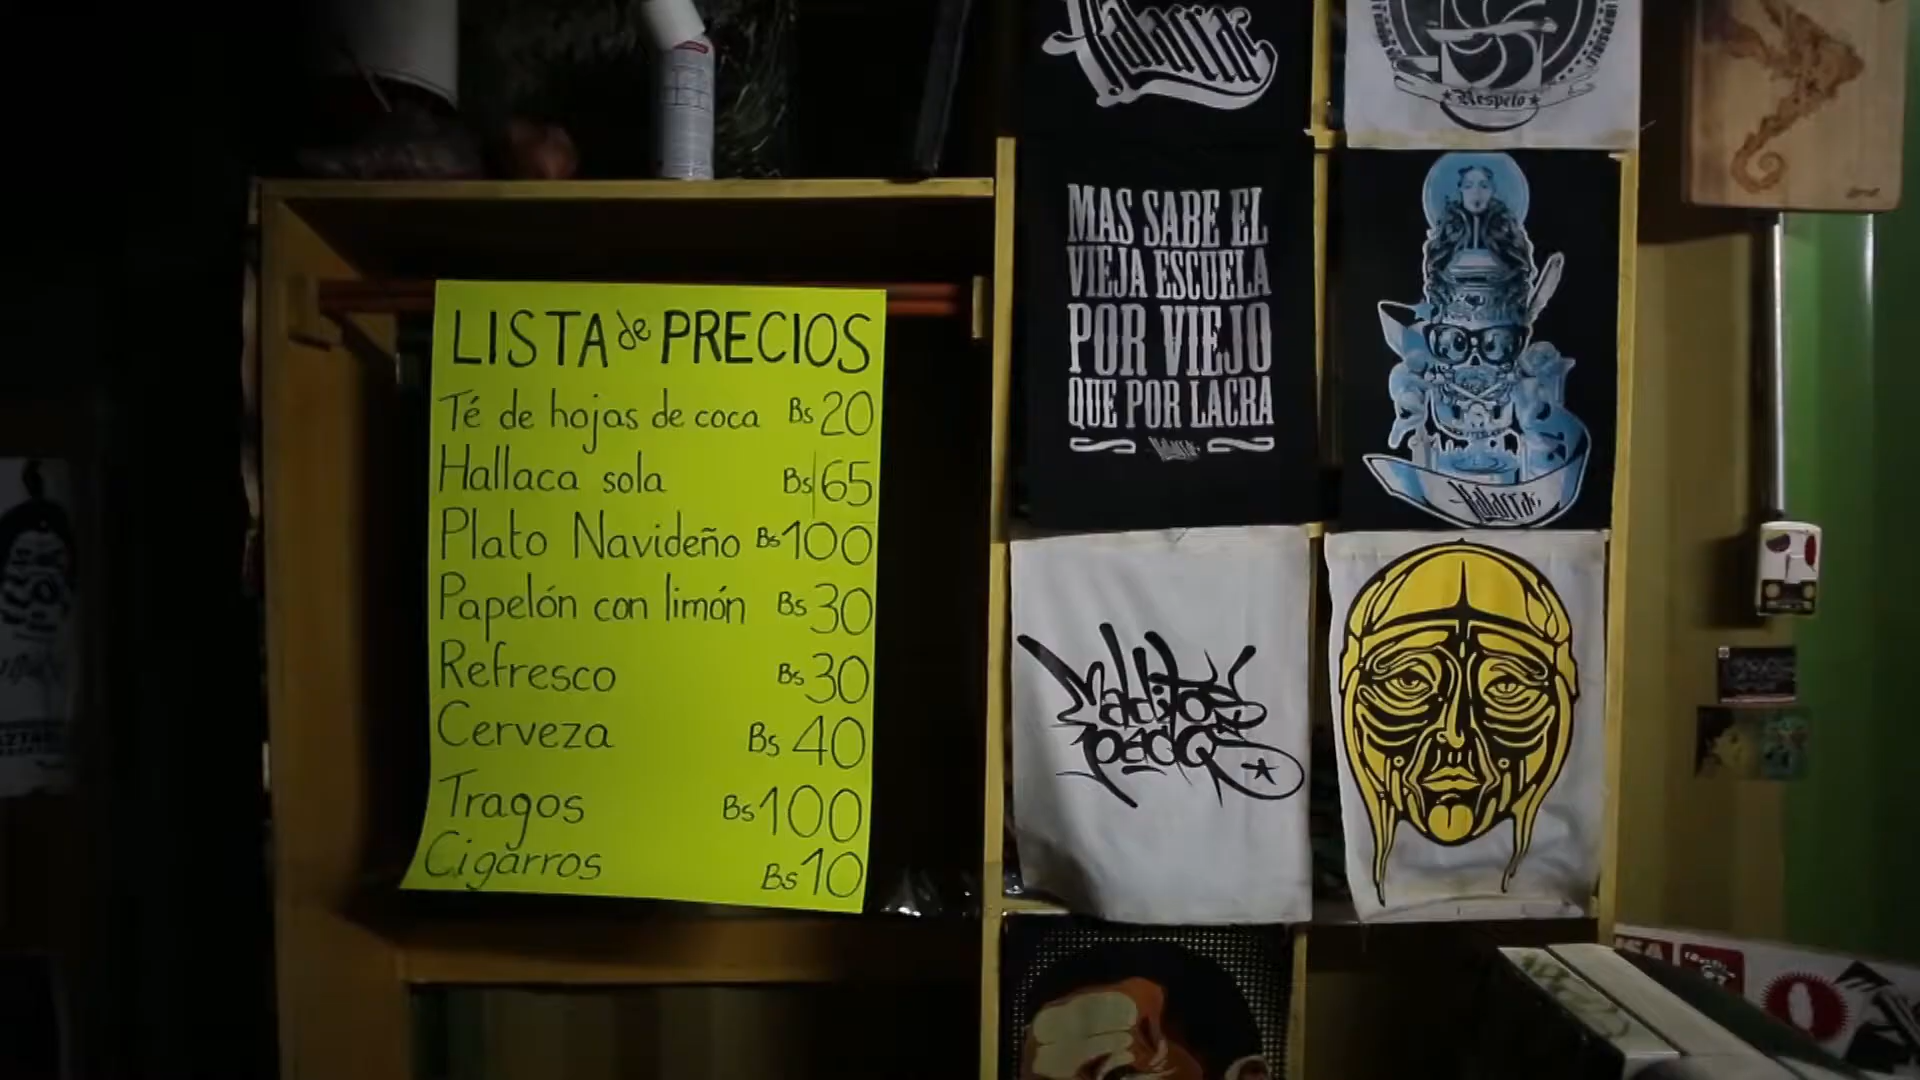 LISTA de PRECIOS
Té de hojas de coca Bs 20
Hallaca sola Bs 65
Plato Navideño Bs 100
Papelón con limón Bs 30
Refresco Bs 30
Cerveza Bs 40
Tragos Bs 100
Cigarros Bs 10
Respeto
MAS SABE EL
VIEJA ESCUELA
POR VIEJO
QUE POR LACRA
Malditos